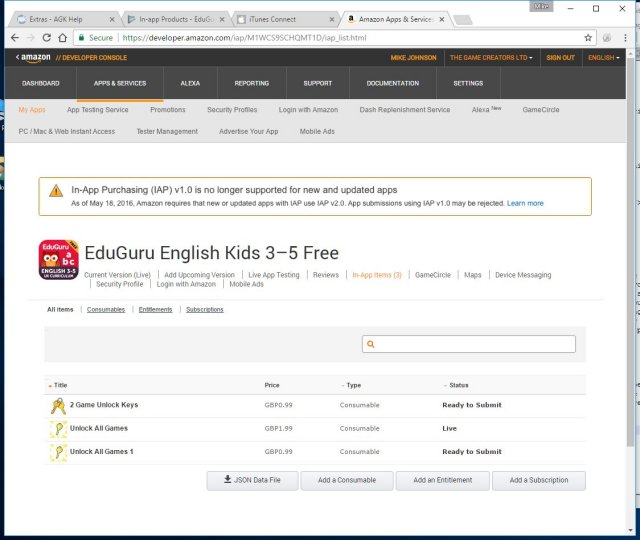 Mike
Extras - AGK Help
In-app Products - EduGu
iTunes Connect
Amazon Apps & Services
Secure https://developer.amazon.com/iap/M1WCS9SCHQMT1D/iap_list.html
amazon // DEVELOPER CONSOLE MIKE JOHNSON THE GAME CREATORS LTD SIGN OUT ENGLISH
DASHBOARD APPS & SERVICES ALEXA REPORTING SUPPORT DOCUMENTATION SETTINGS
My Apps App Testing Service Promotions Security Profiles Login with Amazon Dash Replenishment Service Alexa New GameCircle
PC / Mac & Web Instant Access Tester Management Advertise Your App Mobile Ads
In-App Purchasing (IAP) v1.0 is no longer supported for new and updated apps
As of May 18, 2016, Amazon requires that new or updated apps with IAP use IAP v2.0. App submissions using IAP v1.0 may be rejected. Learn more
EduGuru
a
b c
ENGLISH 3-5
UK CURRICULUM
EduGuru English Kids 3–5 Free
Current Version (Live) Add Upcoming Version Live App Testing Reviews In-App Items (3) GameCircle Maps Device Messaging
Security Profile Login with Amazon Mobile Ads
All items Consumables Entitlements Subscriptions
Title Price Type Status
2 Game Unlock Keys GBP0.99 Consumable Ready to Submit
Unlock All Games GBP1.99 Consumable Live
Unlock All Games 1 GBP0.99 Consumable Ready to Submit
JSON Data File Add a Consumable Add an Entitlement Add a Subscription